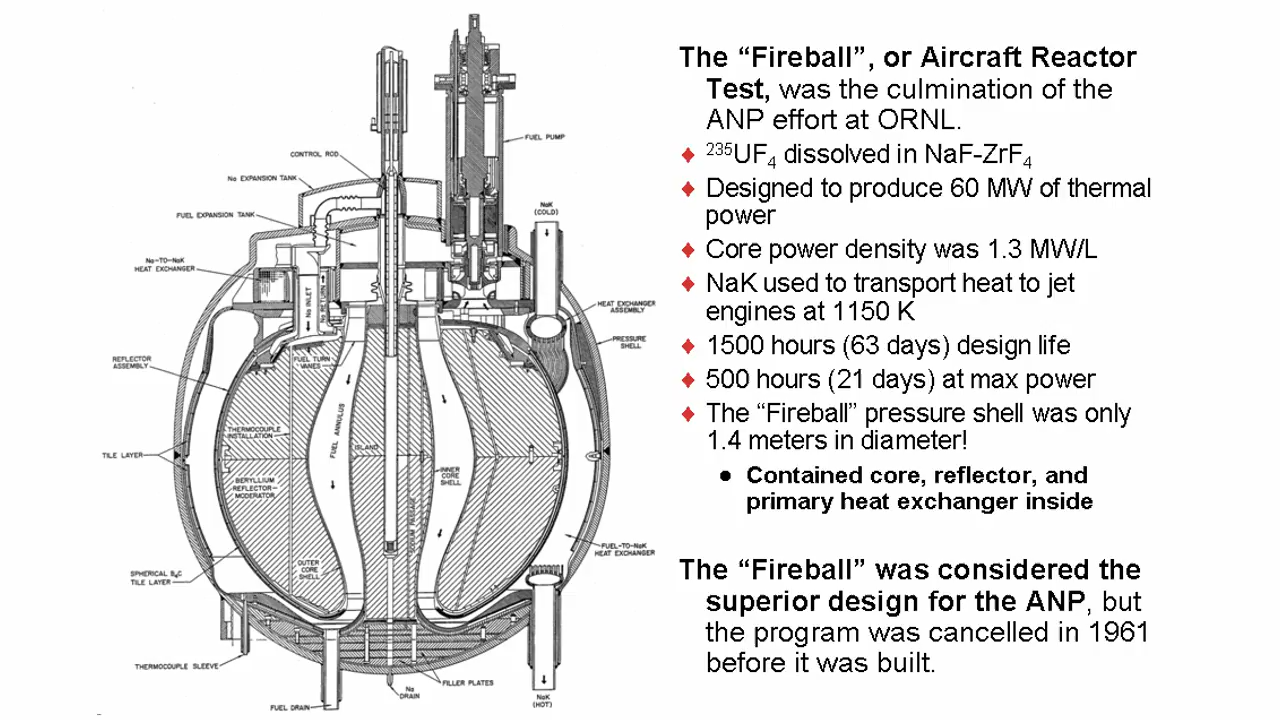 FUEL PUMP
CONTROL ROD
Na EXPANSION TANK
FUEL EXPANSION TANK
NaK
(COLD)
Na-TO-NaK
HEAT EXCHANGER
Na INLET
Na RETURN
HEAT EXCHANGER
ASSEMBLY
PRESSURE
SHELL
REFLECTOR
ASSEMBLY
FUEL TURN
VANES
FUEL ANNULUS
THERMOCOUPLE
INSTALLATION
ISLAND
TILE LAYER
INNER
CORE
SHELL
BERYLLIUM
REFLECTOR-
MODERATOR
SODIUM PASSAGE
FUEL-TO-NaK
HEAT EXCHANGER
OUTER
CORE
SHELL
SPHERICAL B₄C
TILE LAYER
THERMOCOUPLE SLEEVE
FILLER PLATES
Na
DRAIN
FUEL DRAIN
NaK
(HOT)
The “Fireball”, or Aircraft Reactor
Test, was the culmination of the
ANP effort at ORNL.
♦ ²³⁵UF₄ dissolved in NaF-ZrF₄
♦ Designed to produce 60 MW of thermal
power
♦ Core power density was 1.3 MW/L
♦ NaK used to transport heat to jet
engines at 1150 K
♦ 1500 hours (63 days) design life
♦ 500 hours (21 days) at max power
♦ The “Fireball” pressure shell was only
1.4 meters in diameter!
● Contained core, reflector, and
primary heat exchanger inside
The “Fireball” was considered the
superior design for the ANP, but
the program was cancelled in 1961
before it was built.